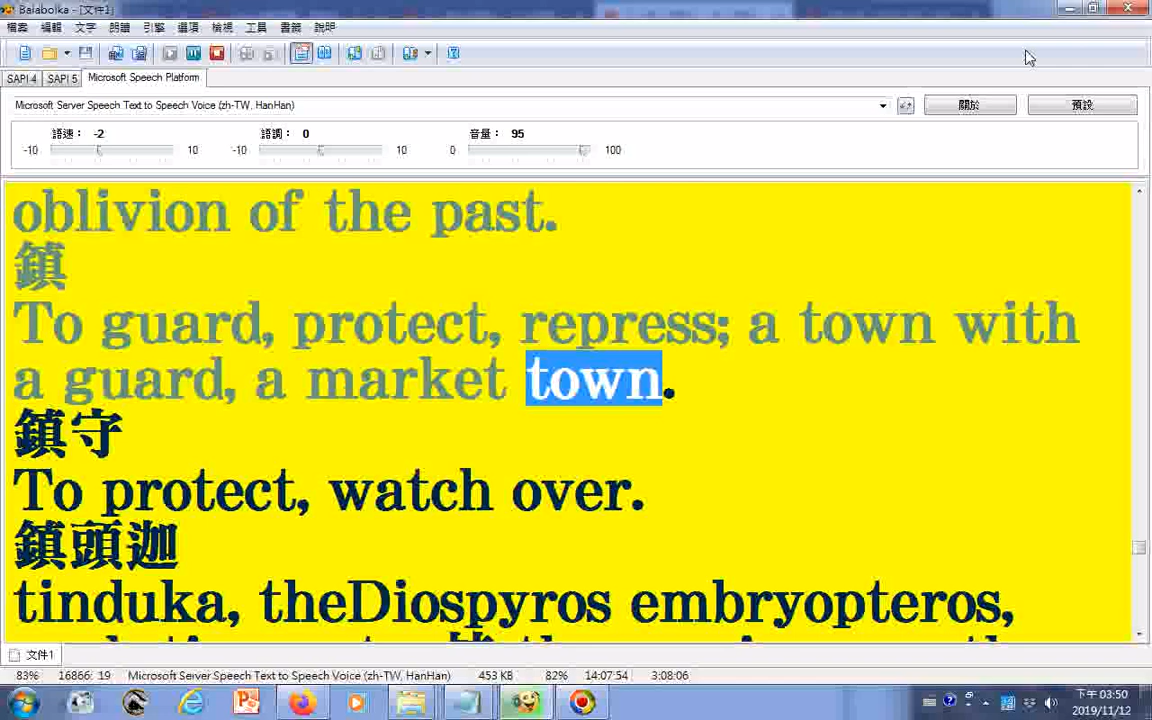 Balabolka - [文件1]
檔案 編輯 文字 朗讀 引擎 選項 檢視 工具 書籤 說明
SAPI 4 SAPI 5 Microsoft Speech Platform
Microsoft Server Speech Text to Speech Voice (zh-TW, HanHan) 關於 預設
語速： -2 語調： 0 音量： 95
-10 10 -10 10 0 100
oblivion of the past.
鎮
To guard, protect, repress; a town with
a guard, a market town.
鎮守
To protect, watch over.
鎮頭迦
tinduka, theDiospyros embryopteros,
文件1
83% 16866: 19 Microsoft Server Speech Text to Speech Voice (zh-TW, HanHan) 453 KB 82% 14:07:54 3:08:06
下午 03:50
2019/11/12